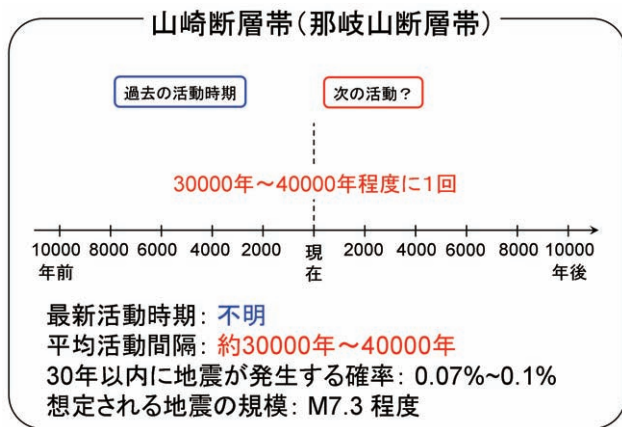 山崎断層帯(那岐山断層帯)
過去の活動時期 次の活動?
30000年～40000年程度に1回
10000 8000 6000 4000 2000 現在 2000 4000 6000 8000 10000
年前 年後
最新活動時期: 不明
平均活動間隔: 約30000年～40000年
30年以内に地震が発生する確率: 0.07%~0.1%
想定される地震の規模: M7.3 程度